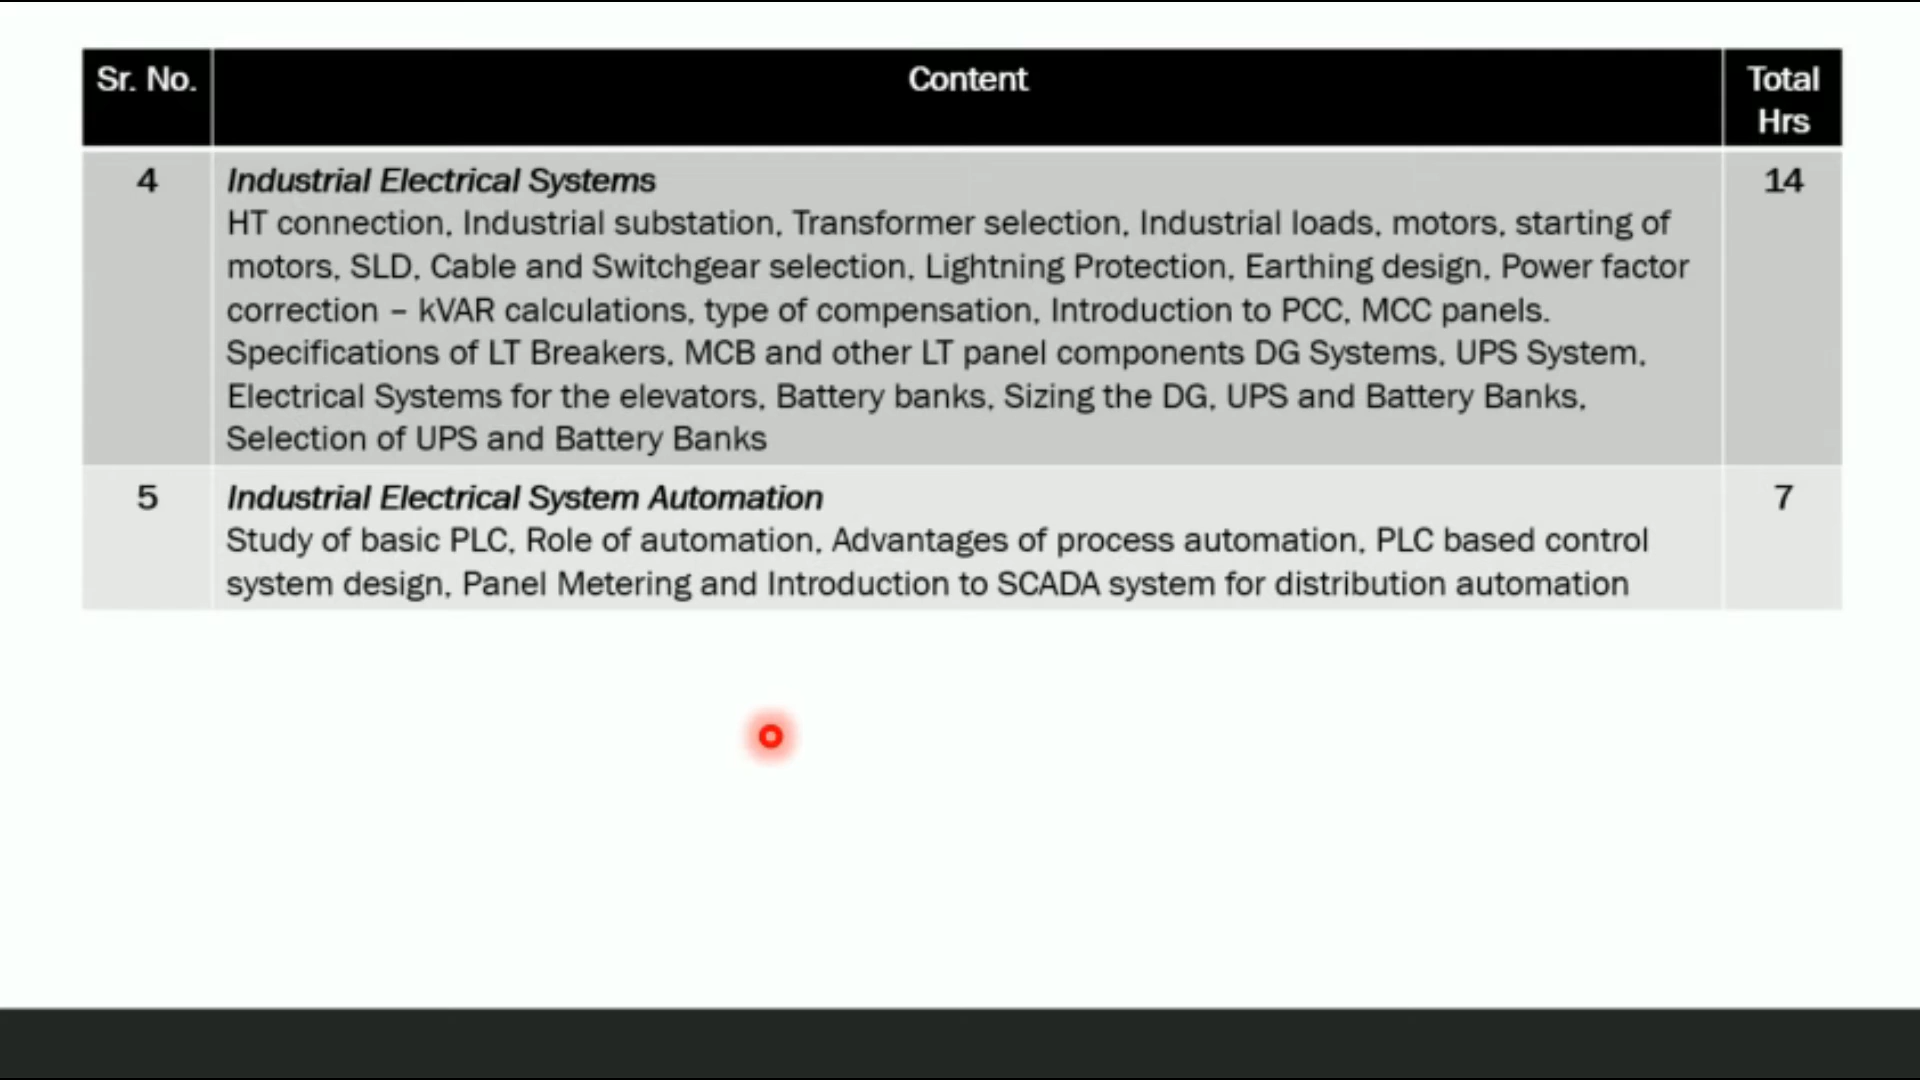 Sr. No. Content Total Hrs
4 Industrial Electrical Systems 14
HT connection, Industrial substation, Transformer selection, Industrial loads, motors, starting of
motors, SLD, Cable and Switchgear selection, Lightning Protection, Earthing design, Power factor
correction – kVAR calculations, type of compensation, Introduction to PCC, MCC panels.
Specifications of LT Breakers, MCB and other LT panel components DG Systems, UPS System,
Electrical Systems for the elevators, Battery banks, Sizing the DG, UPS and Battery Banks,
Selection of UPS and Battery Banks
5 Industrial Electrical System Automation 7
Study of basic PLC, Role of automation, Advantages of process automation, PLC based control
system design, Panel Metering and Introduction to SCADA system for distribution automation